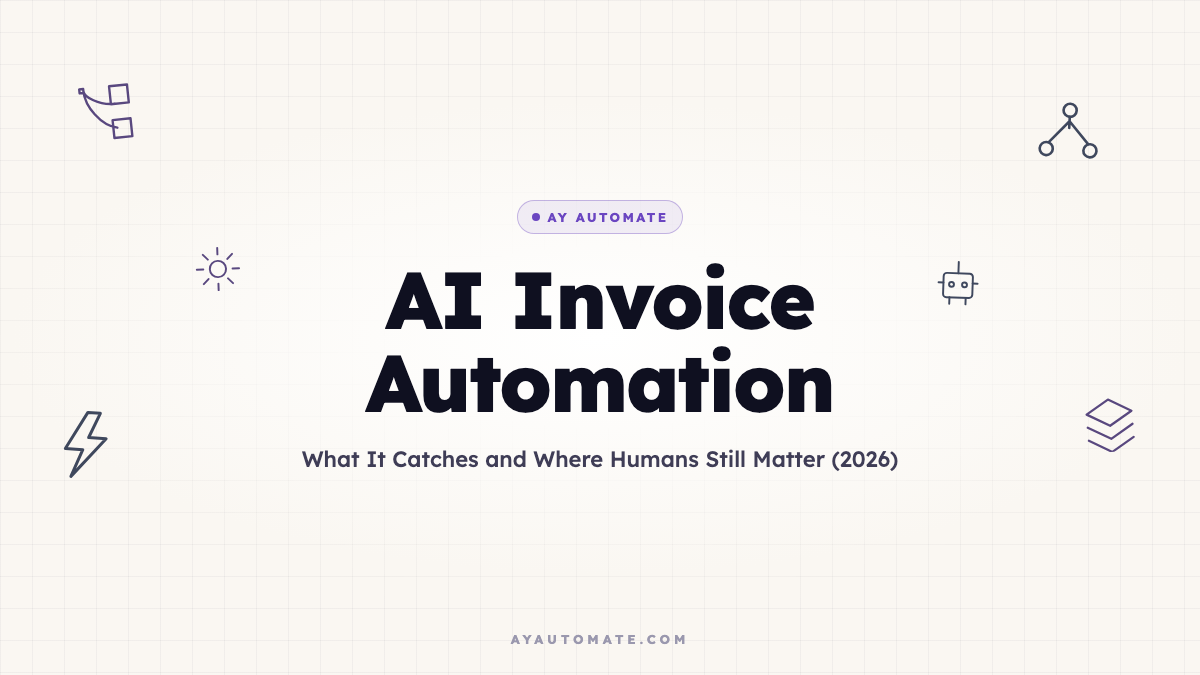 AY AUTOMATE
AI Invoice
Automation
What It Catches and Where Humans Still Matter (2026)
AYAUTOMATE.COM